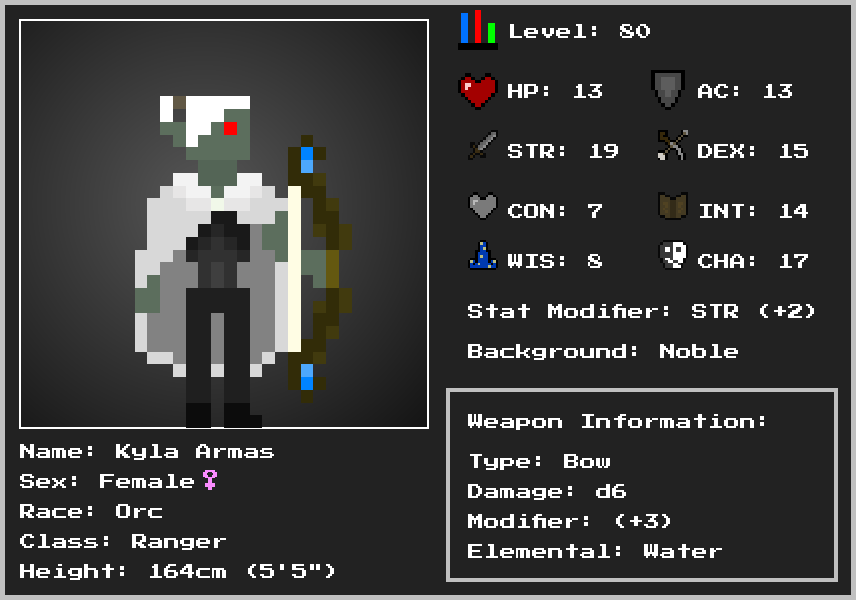 Level: 80
HP: 13
AC: 13
STR: 19
DEX: 15
CON: 7
INT: 14
WIS: 8
CHA: 17
Stat Modifier: STR (+2)
Background: Noble
Weapon Information:
Type: Bow
Damage: d6
Modifier: (+3)
Elemental: Water
Name: Kyla Armas
Sex: Female♀
Race: Orc
Class: Ranger
Height: 164cm (5'5")